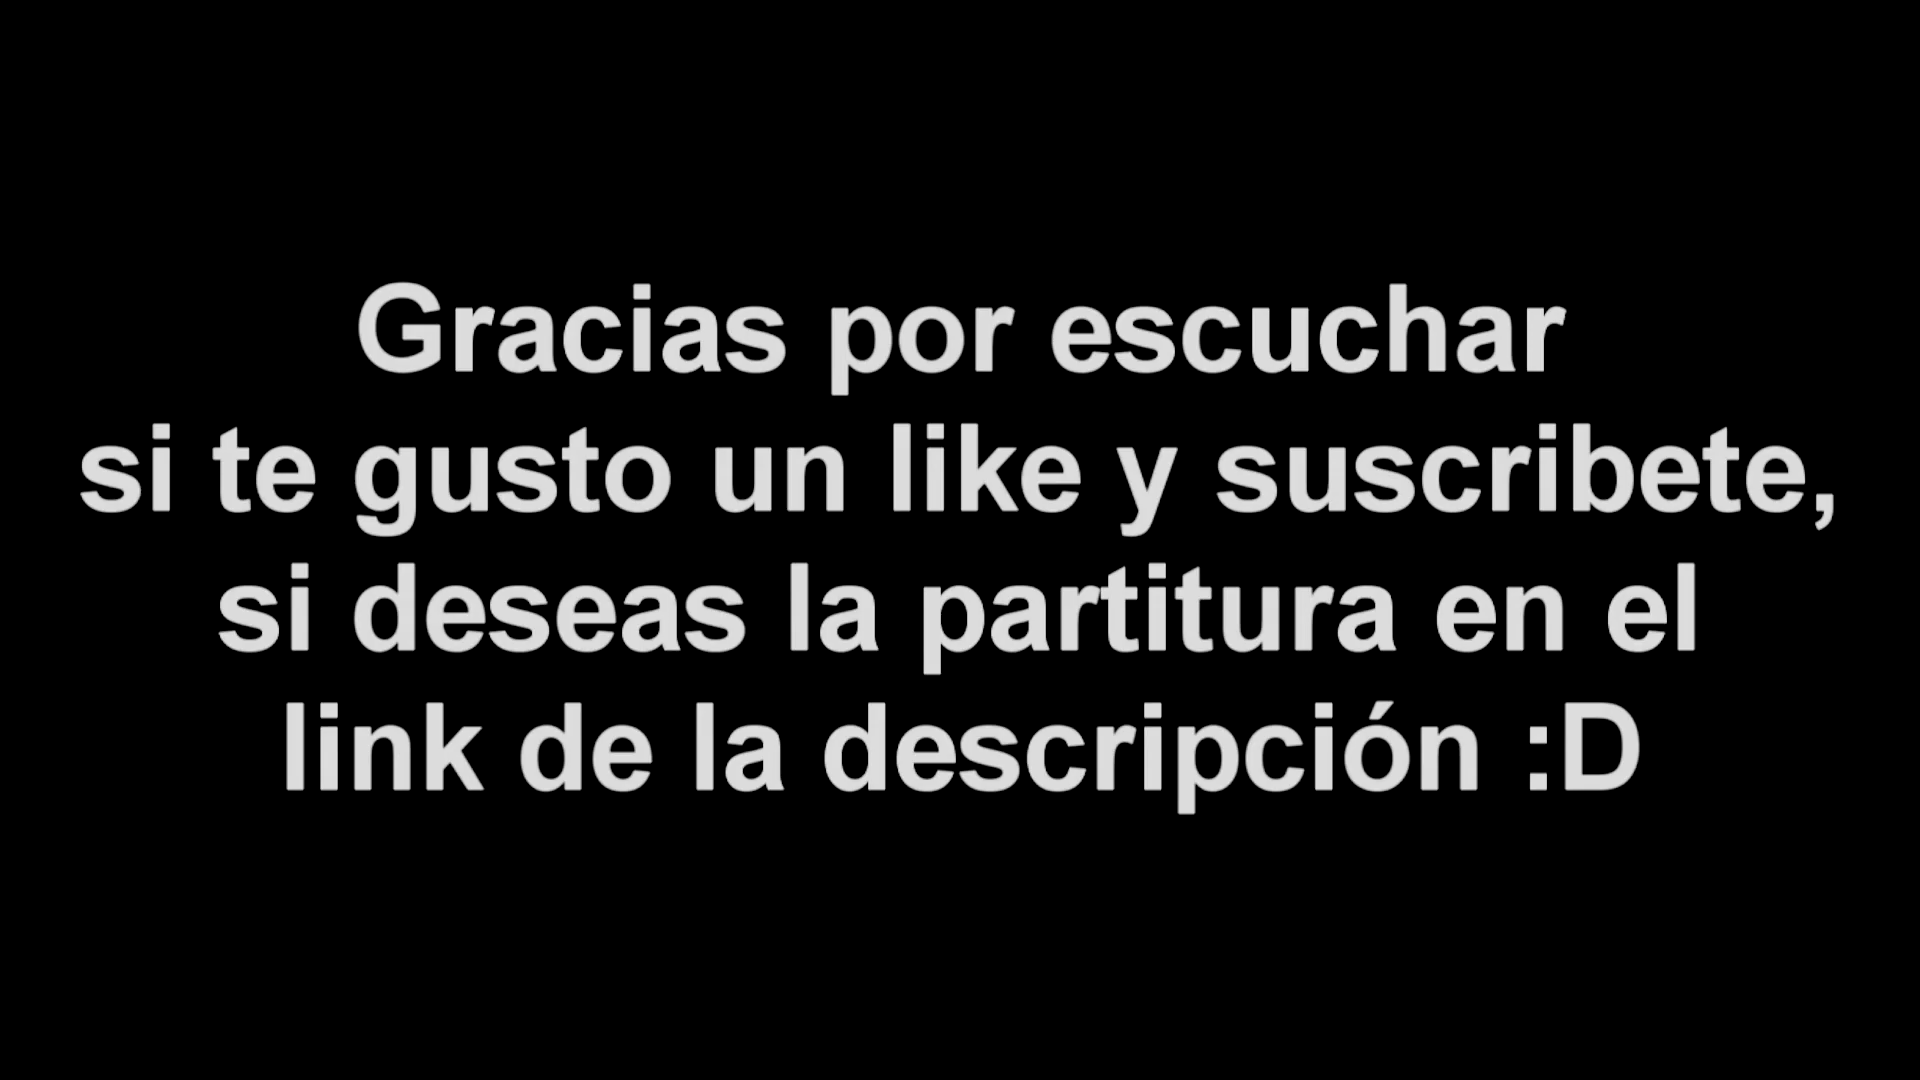 Gracias por escuchar
si te gusto un like y suscribete,
si deseas la partitura en el
link de la descripción :D